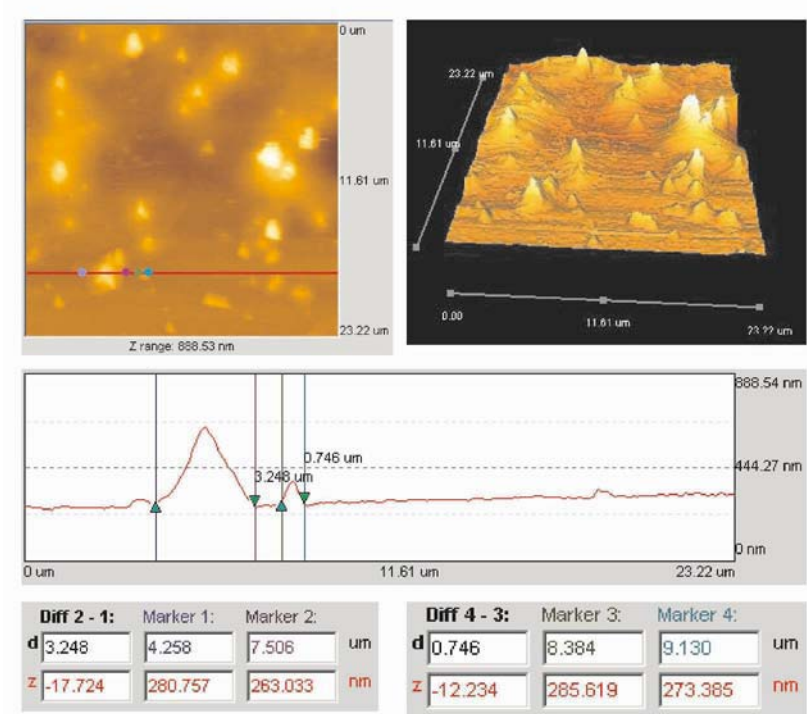 0 um
11.61 um
23.22 um
Z range: 888.53 nm
23.22 um
11.61 um
0.00
11.61 um
23.22 um
888.54 nm
0.746 um
3.248 um
444.27 nm
0 nm
0 um
11.61 um
23.22 um
Diff 2 - 1: Marker 1: Marker 2:
d 3.248 4.258 7.506 um
z -17.724 280.757 263.033 nm
Diff 4 - 3: Marker 3: Marker 4:
d 0.746 8.384 9.130 um
z -12.234 285.619 273.385 nm